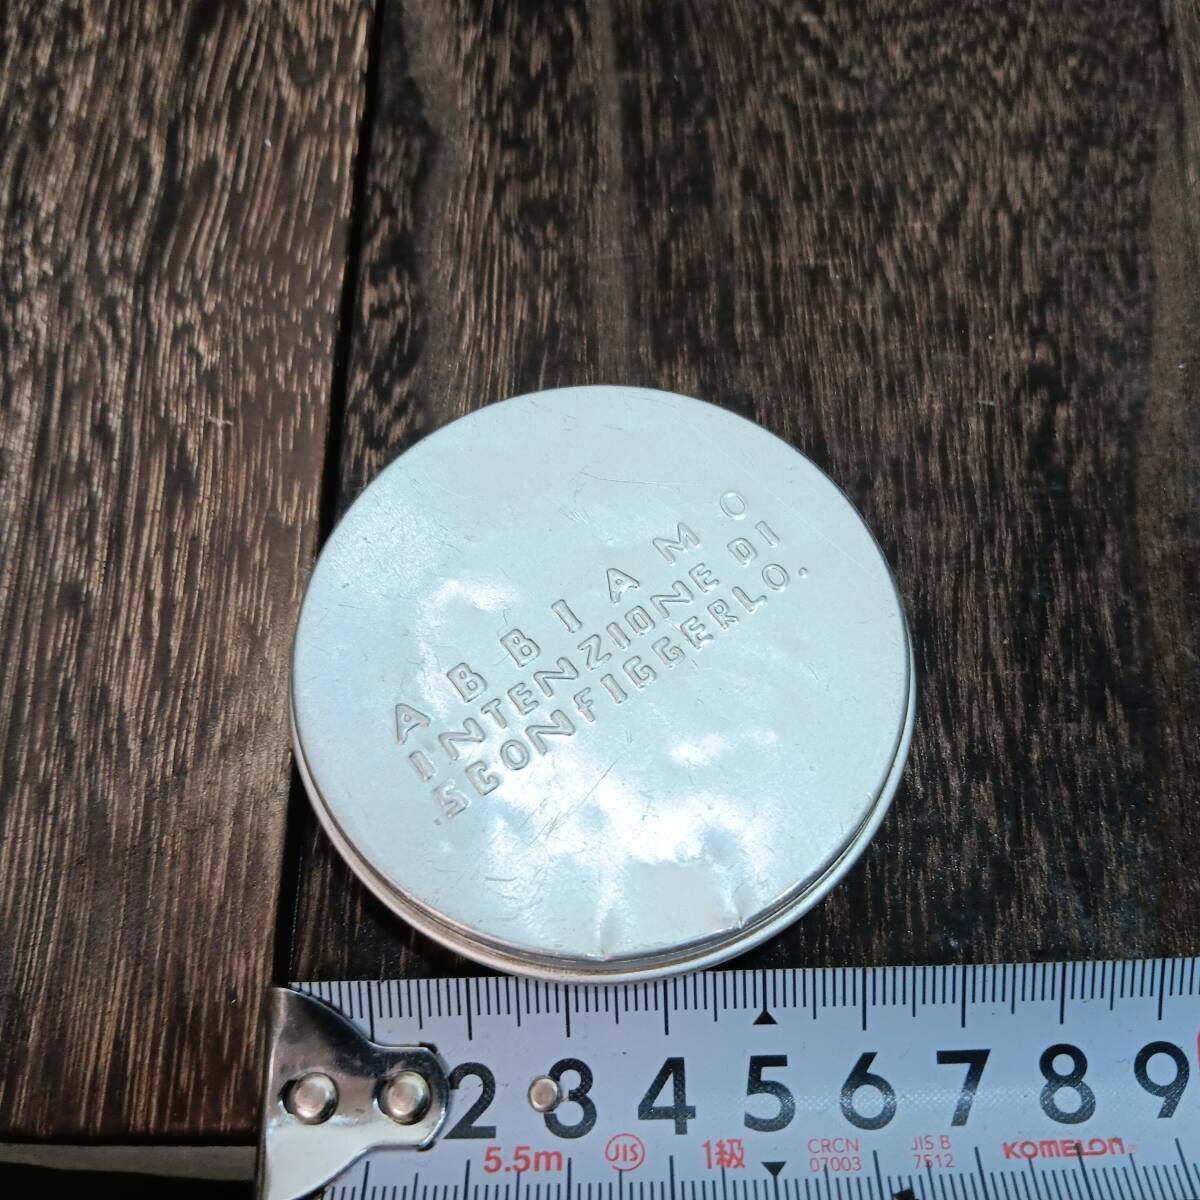 ABBIAMO
INTENZIONE DI
SCONFIGGERLO.
2 3 4 5 6 7 8 9
5.5m JIS 1級 CRCN 07003 JIS B 7512 KOMELON